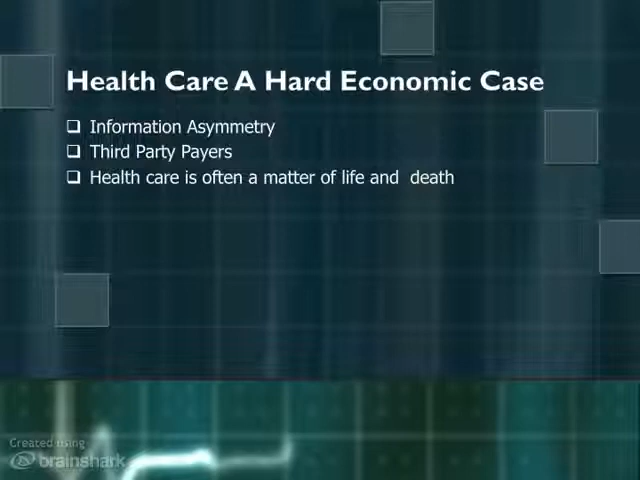 Health Care A Hard Economic Case
Information Asymmetry
Third Party Payers
Health care is often a matter of life and death
Created using
brainshark